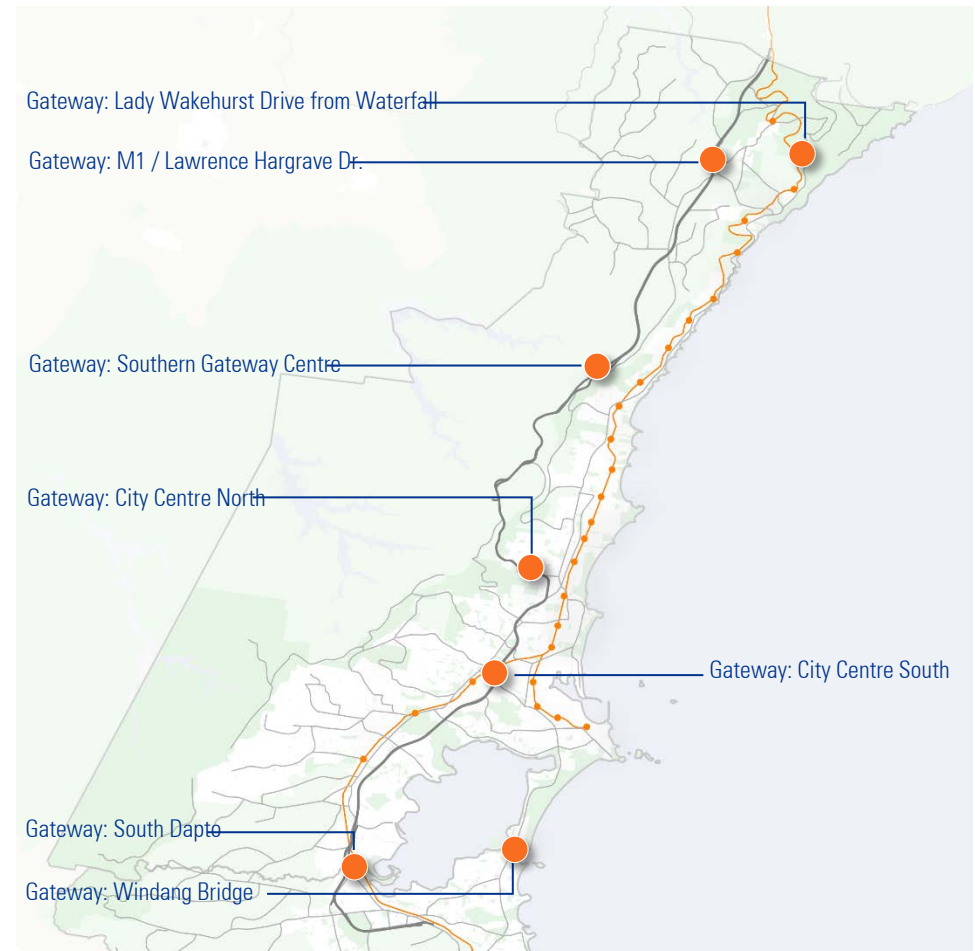 Gateway: Lady Wakehurst Drive from Waterfall
Gateway: M1 / Lawrence Hargrave Dr.
Gateway: Southern Gateway Centre
Gateway: City Centre North
Gateway: City Centre South
Gateway: South Dapto
Gateway: Windang Bridge